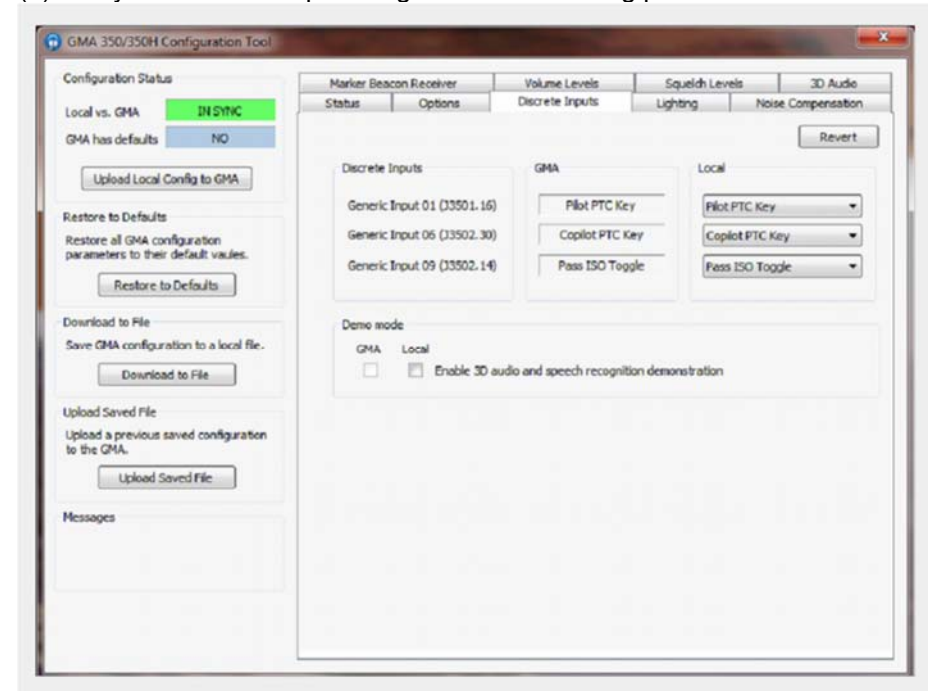 GMA 350/350H Configuration Tool
Configuration Status
Local vs. GMA IN SYNC
GMA has defaults NO
Upload Local Config to GMA
Restore to Defaults
Restore all GMA configuration
parameters to their default vaules.
Restore to Defaults
Download to File
Save GMA configuration to a local file.
Download to File
Upload Saved File
Upload a previous saved configuration
to the GMA.
Upload Saved File
Messages
Marker Beacon Receiver Volume Levels Squelch Levels 3D Audio
Status Options Discrete Inputs Lighting Noise Compensation
Revert
Discrete Inputs GMA Local
Generic Input 01 (J3501.16) Pilot PTC Key Pilot PTC Key
Generic Input 06 (J3502.30) Copilot PTC Key Copilot PTC Key
Generic Input 09 (J3502.14) Pass ISO Toggle Pass ISO Toggle
Demo mode
GMA Local
Enable 3D audio and speech recognition demonstration